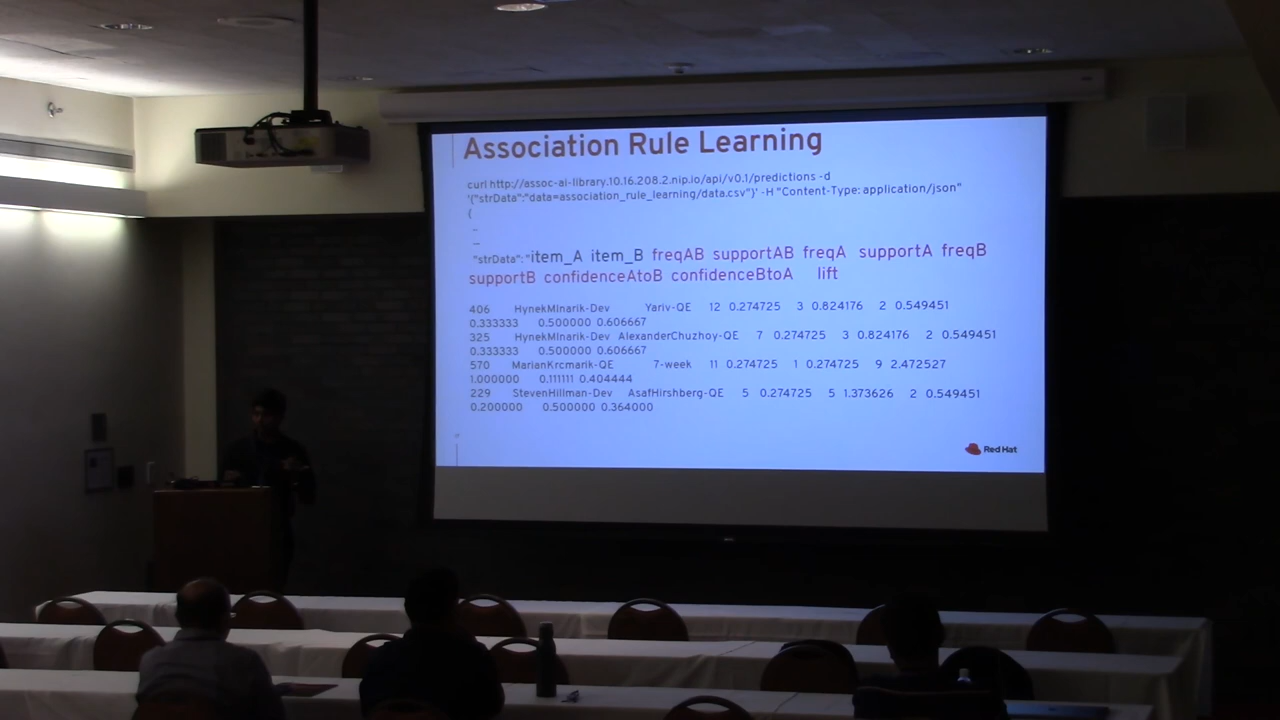 Association Rule Learning
curl http://assoc-ai-library.10.16.208.2.nip.io/api/v0.1/predictions -d
'{"strData":"data=association_rule_learning/data.csv"}' -H "Content-Type: application/json"
{
...
...
"strData": "item_A item_B freqAB supportAB freqA supportA freqB
supportB confidenceAtoB confidenceBtoA lift
406 HynekMlnarik-Dev Yariv-QE 12 0.274725 3 0.824176 2 0.549451
0.333333 0.500000 0.606667
325 HynekMlnarik-Dev AlexanderChuzhoy-QE 7 0.274725 3 0.824176 2 0.549451
0.333333 0.500000 0.606667
570 MarianKrcmarik-QE 7-week 11 0.274725 1 0.274725 9 2.472527
1.000000 0.111111 0.404444
229 StevenHillman-Dev AsafHirshberg-QE 5 0.274725 5 1.373626 2 0.549451
0.200000 0.500000 0.364000
Red Hat